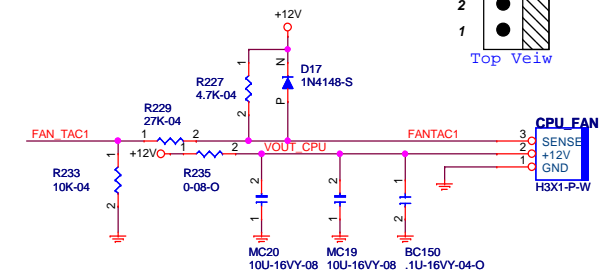 +12V
2
1
Top Veiw
N
D17
1N4148-S
P
1
R227
4.7K-04
2
R229
27K-04
FAN_TAC1
1
2
FANTAC1
CPU_FAN
3
SENSE
2
+12V
1
GND
H3X1-P-W
+12V
1
2
VOUT_CPU
R233
10K-04
1
2
R235
0-08-O
2
1
MC20
10U-16VY-08
2
1
MC19
10U-16VY-08
1
2
BC150
.1U-16VY-04-O